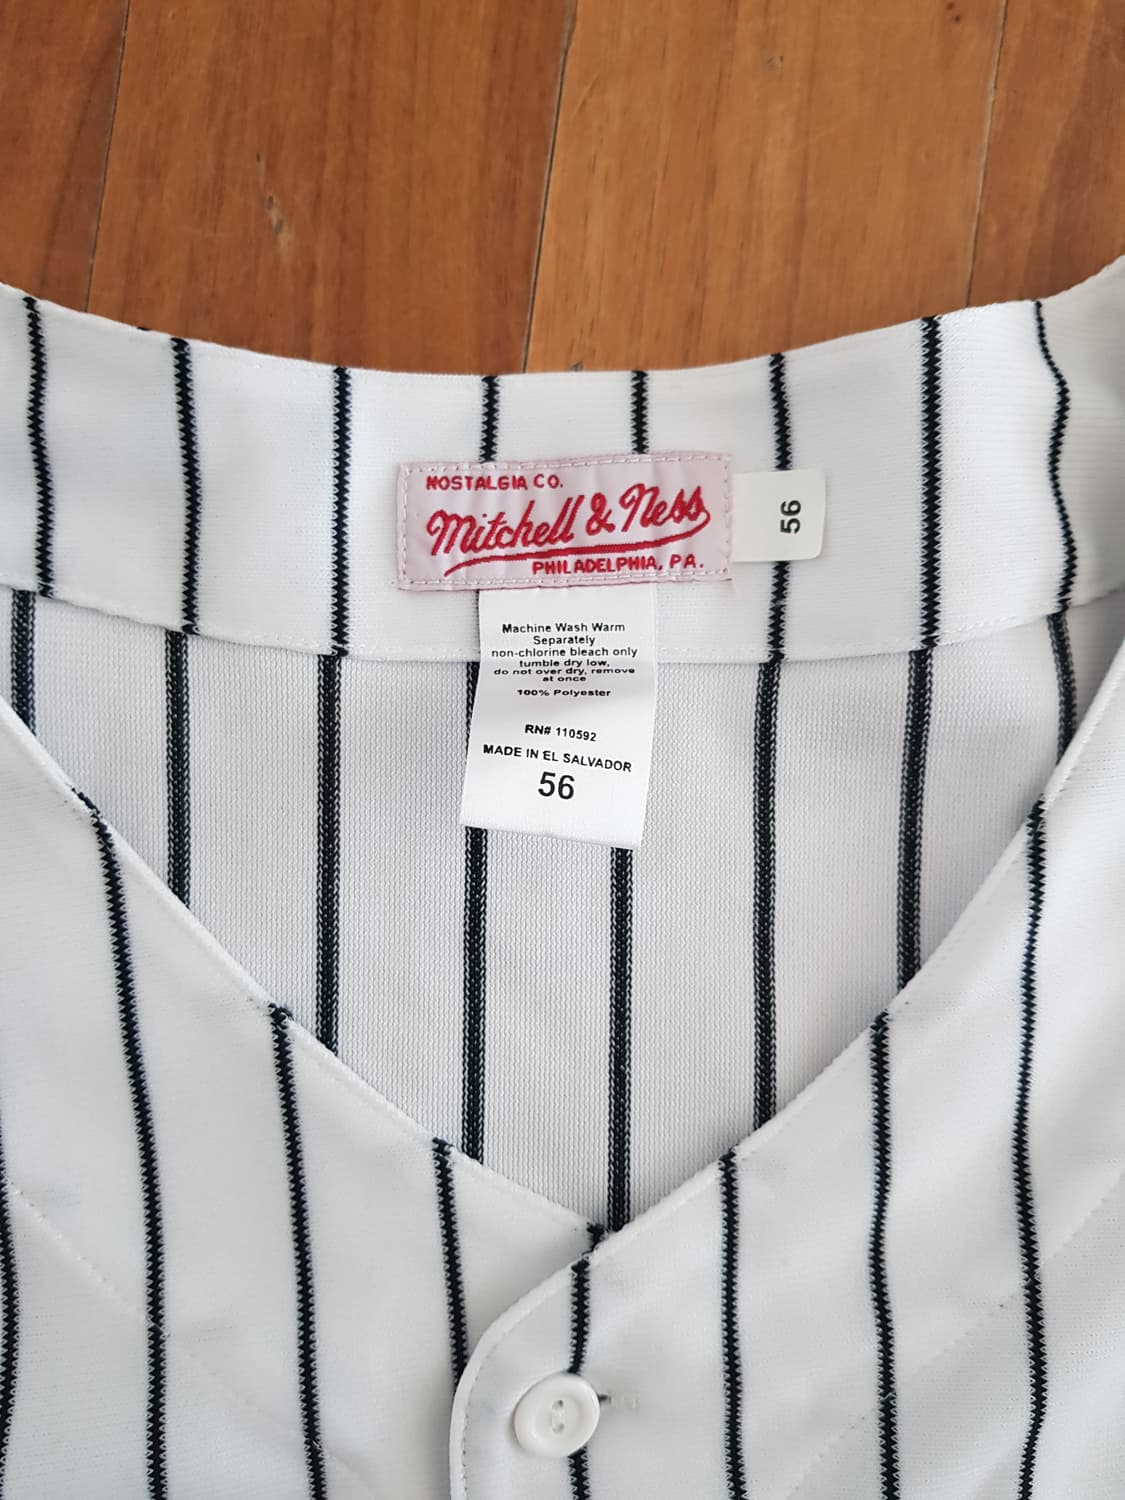 NOSTALGIA CO.
Mitchell & Ness
PHILADELPHIA, PA.
56
Machine Wash Warm
Separately
non-chlorine bleach only
tumble dry low,
do not over dry, remove
at once
100% Polyester
RN# 110592
MADE IN EL SALVADOR
56